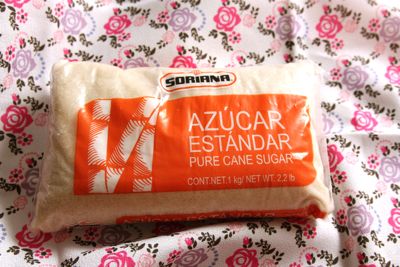 SORIANA
AZÚCAR
ESTÁNDAR
PURE CANE SUGAR
CONT.NET.1 kg/ NET WT. 2,2 lb